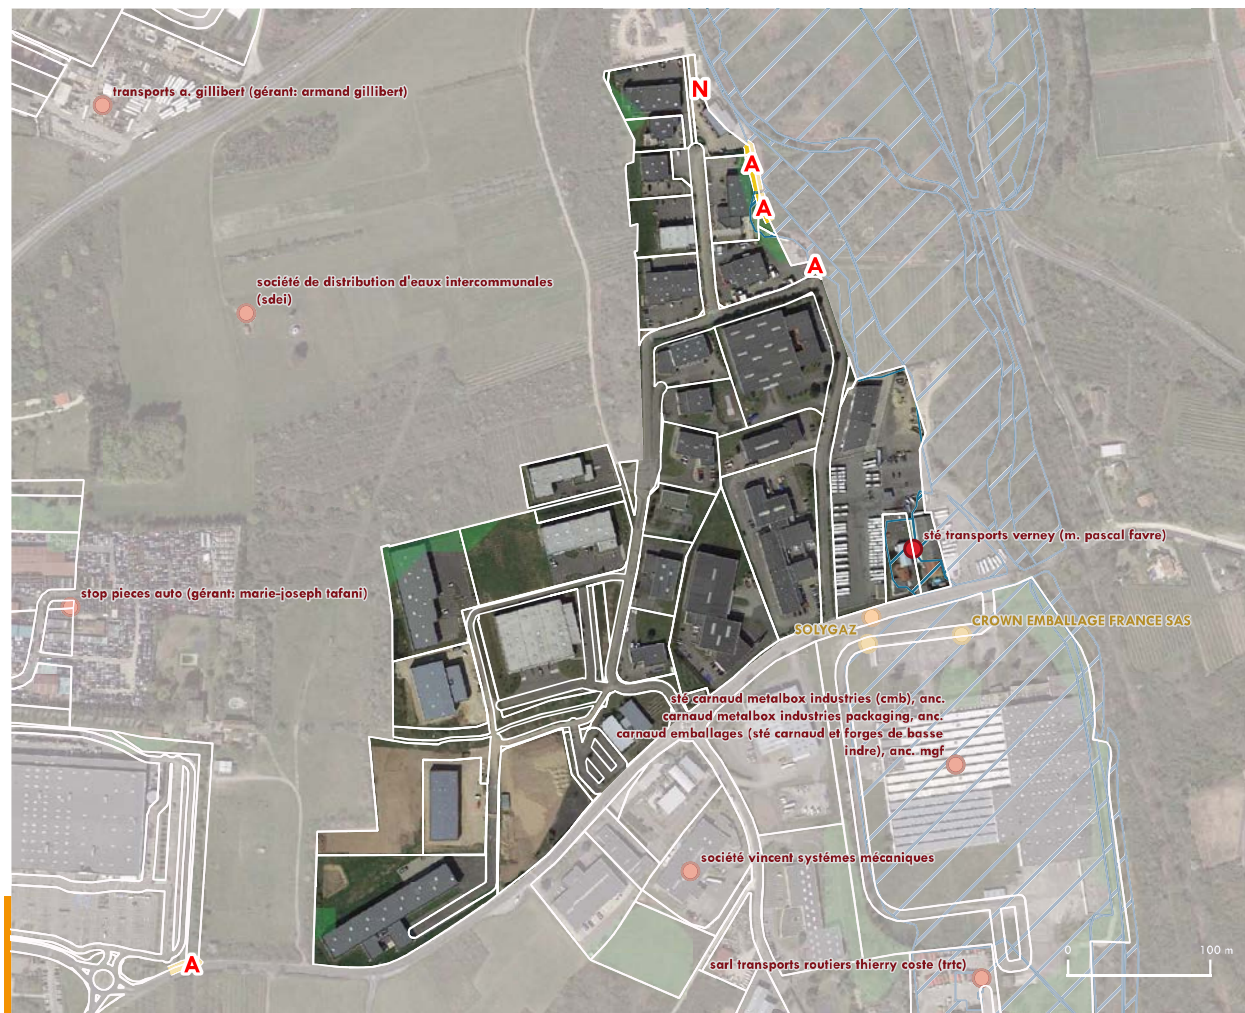 N
transports a. gillibert (gérant: armand gillibert)
A
A
A
société de distribution d'eaux intercommunales
(sdei)
sté transports verney (m. pascal favre)
stop pieces auto (gérant: marie-joseph tafani)
SOLYGAZ
CROWN EMBALLAGE FRANCE SAS
sté carnaud metalbox industries (cmb), anc.
carnaud metalbox industries packaging, anc.
carnaud emballages (sté carnaud et forges de basse
indre), anc. mgf
société vincent systémes mécaniques
A
sarl transports routiers thierry coste (trtc)
0 100 m